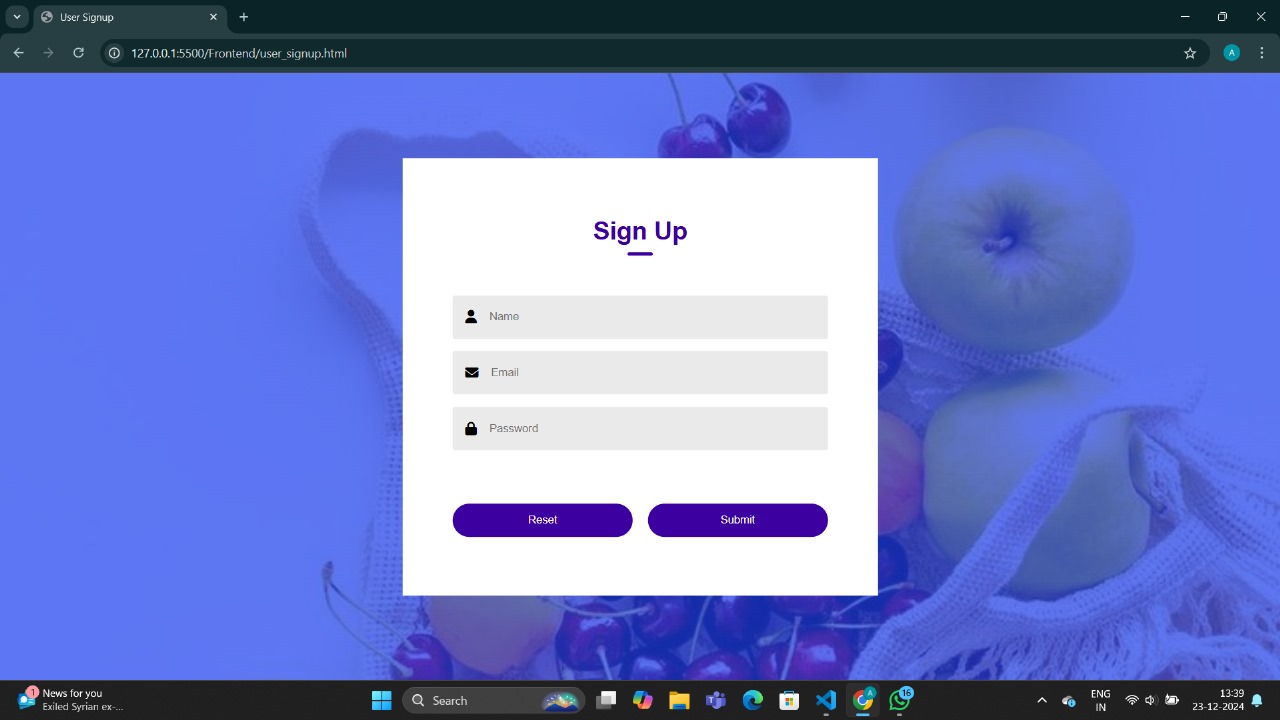 User Signup
127.0.0.1:5500/Frontend/user_signup.html
A
Sign Up
Name
Email
Password
Reset
Submit
1
News for you
Exiled Syrian ex-...
Search
A
16
ENG
IN
13:39
23-12-2024